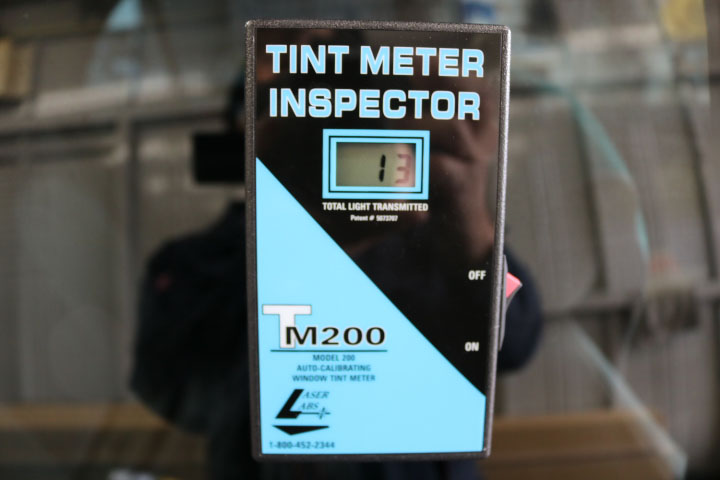 TINT METER
INSPECTOR
13
TOTAL LIGHT TRANSMITTED
Patent # 5073707
OFF
ON
TM200
MODEL 200
AUTO-CALIBRATING
WINDOW TINT METER
LASER
LABS
1-800-452-2344